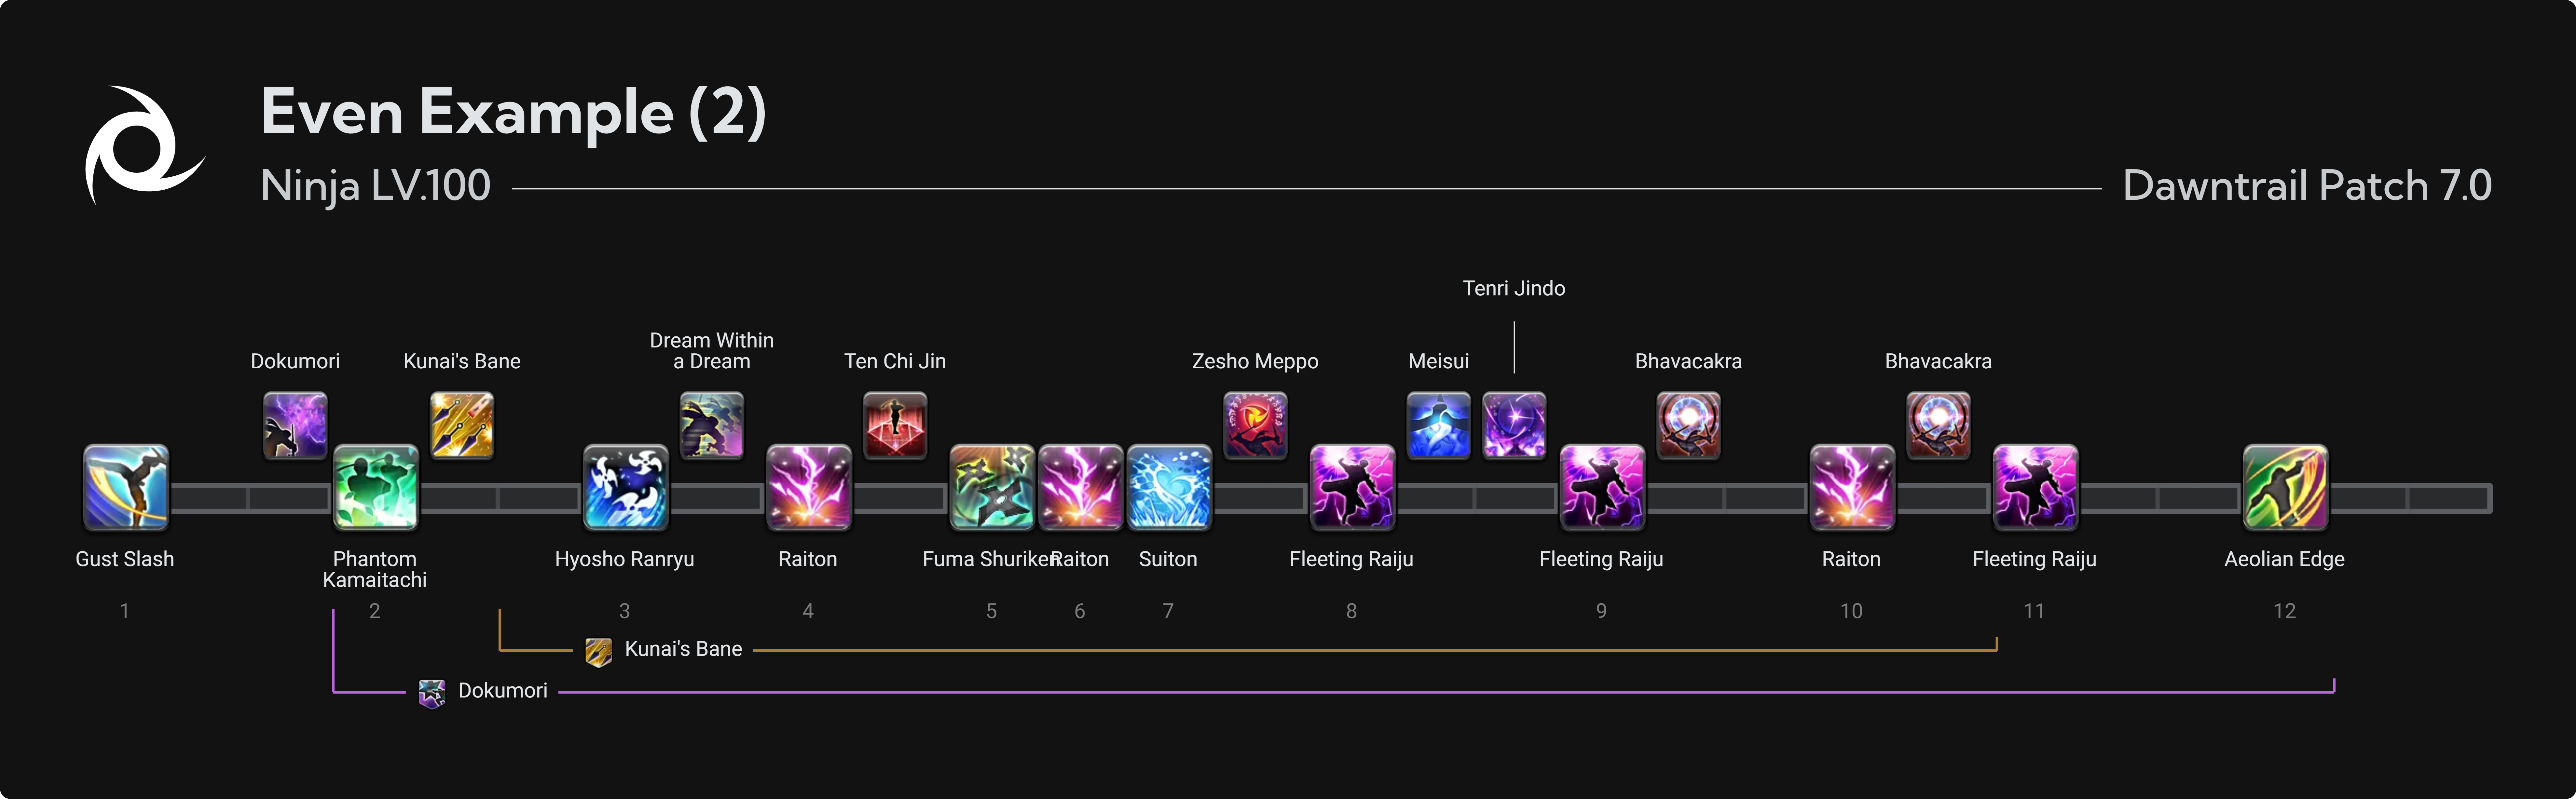 Even Example (2)
Ninja LV.100
Dawntrail Patch 7.0
Tenri Jindo
Dokumori
Kunai's Bane
Dream Within
a Dream
Ten Chi Jin
Zesho Meppo
Meisui
Bhavacakra
Bhavacakra
Gust Slash
Phantom
Kamaitachi
Hyosho Ranryu
Raiton
Fuma Shuriken
Raiton
Suiton
Fleeting Raiju
Fleeting Raiju
Raiton
Fleeting Raiju
Aeolian Edge
1
2
3
4
5
6
7
8
9
10
11
12
Kunai's Bane
Dokumori